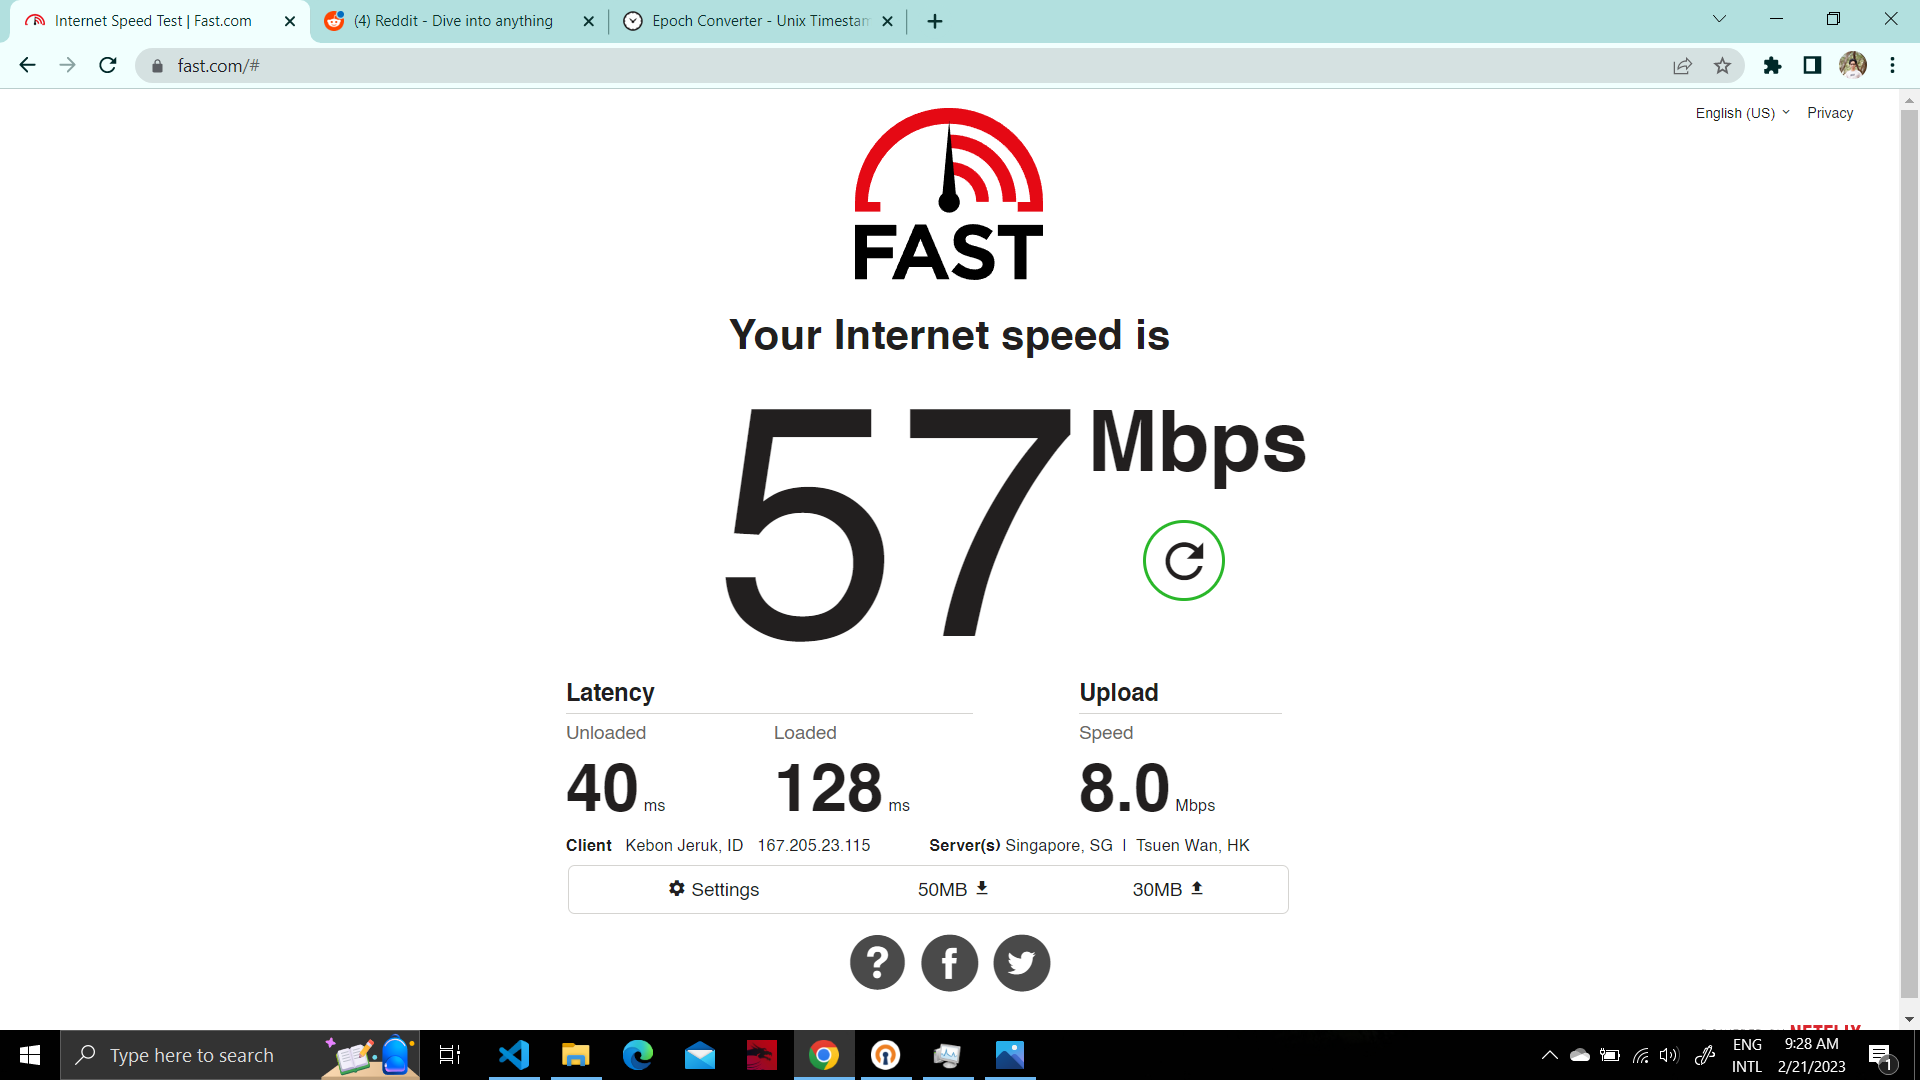 Internet Speed Test | Fast.com
(4) Reddit - Dive into anything
Epoch Converter - Unix Timestam
fast.com/#
English (US) Privacy
FAST
Your Internet speed is
57 Mbps
Latency
Upload
Unloaded Loaded Speed
40 ms 128 ms 8.0 Mbps
Client Kebon Jeruk, ID 167.205.23.115 Server(s) Singapore, SG | Tsuen Wan, HK
Settings 50MB 30MB
NETFLIX
Type here to search
ENG
INTL
9:28 AM
2/21/2023
1